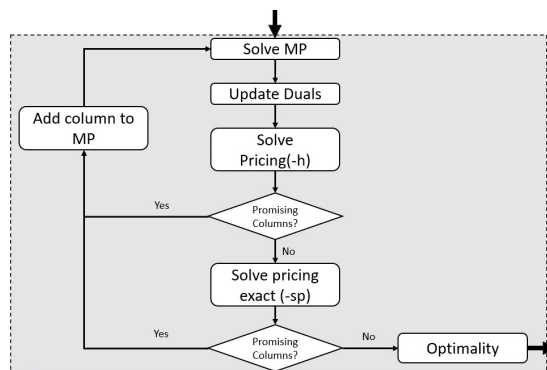 Solve MP
Update Duals
Add column to
MP
Solve
Pricing(-h)
Yes
Promising
Columns?
No
Solve pricing
exact (-sp)
Yes
Promising
Columns?
No
Optimality